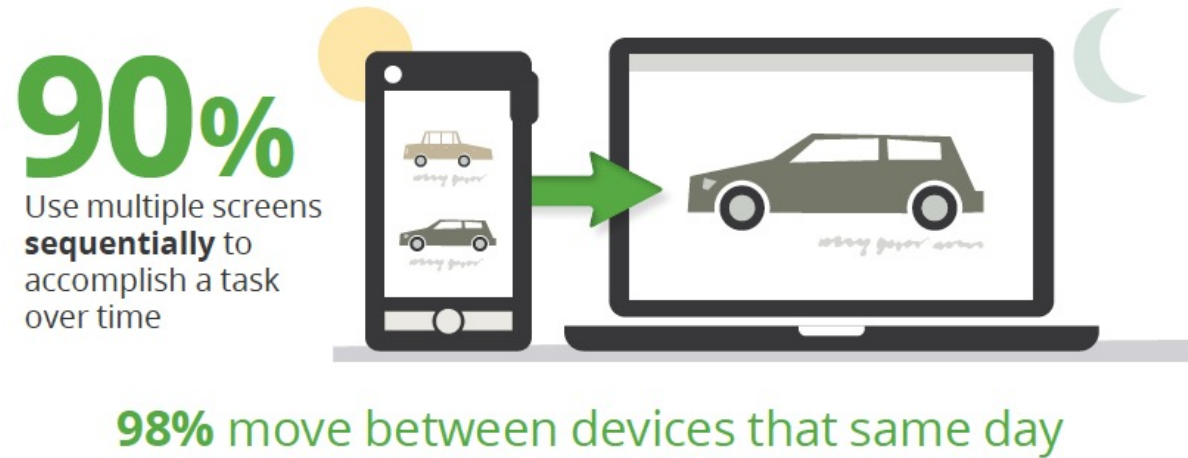 90%
Use multiple screens
sequentially to
accomplish a task
over time
98% move between devices that same day